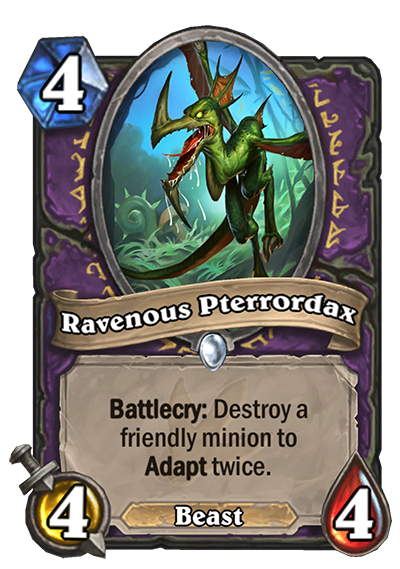 4
Ravenous Pterrordax
Battlecry: Destroy a
friendly minion to
Adapt twice.
4
Beast
4